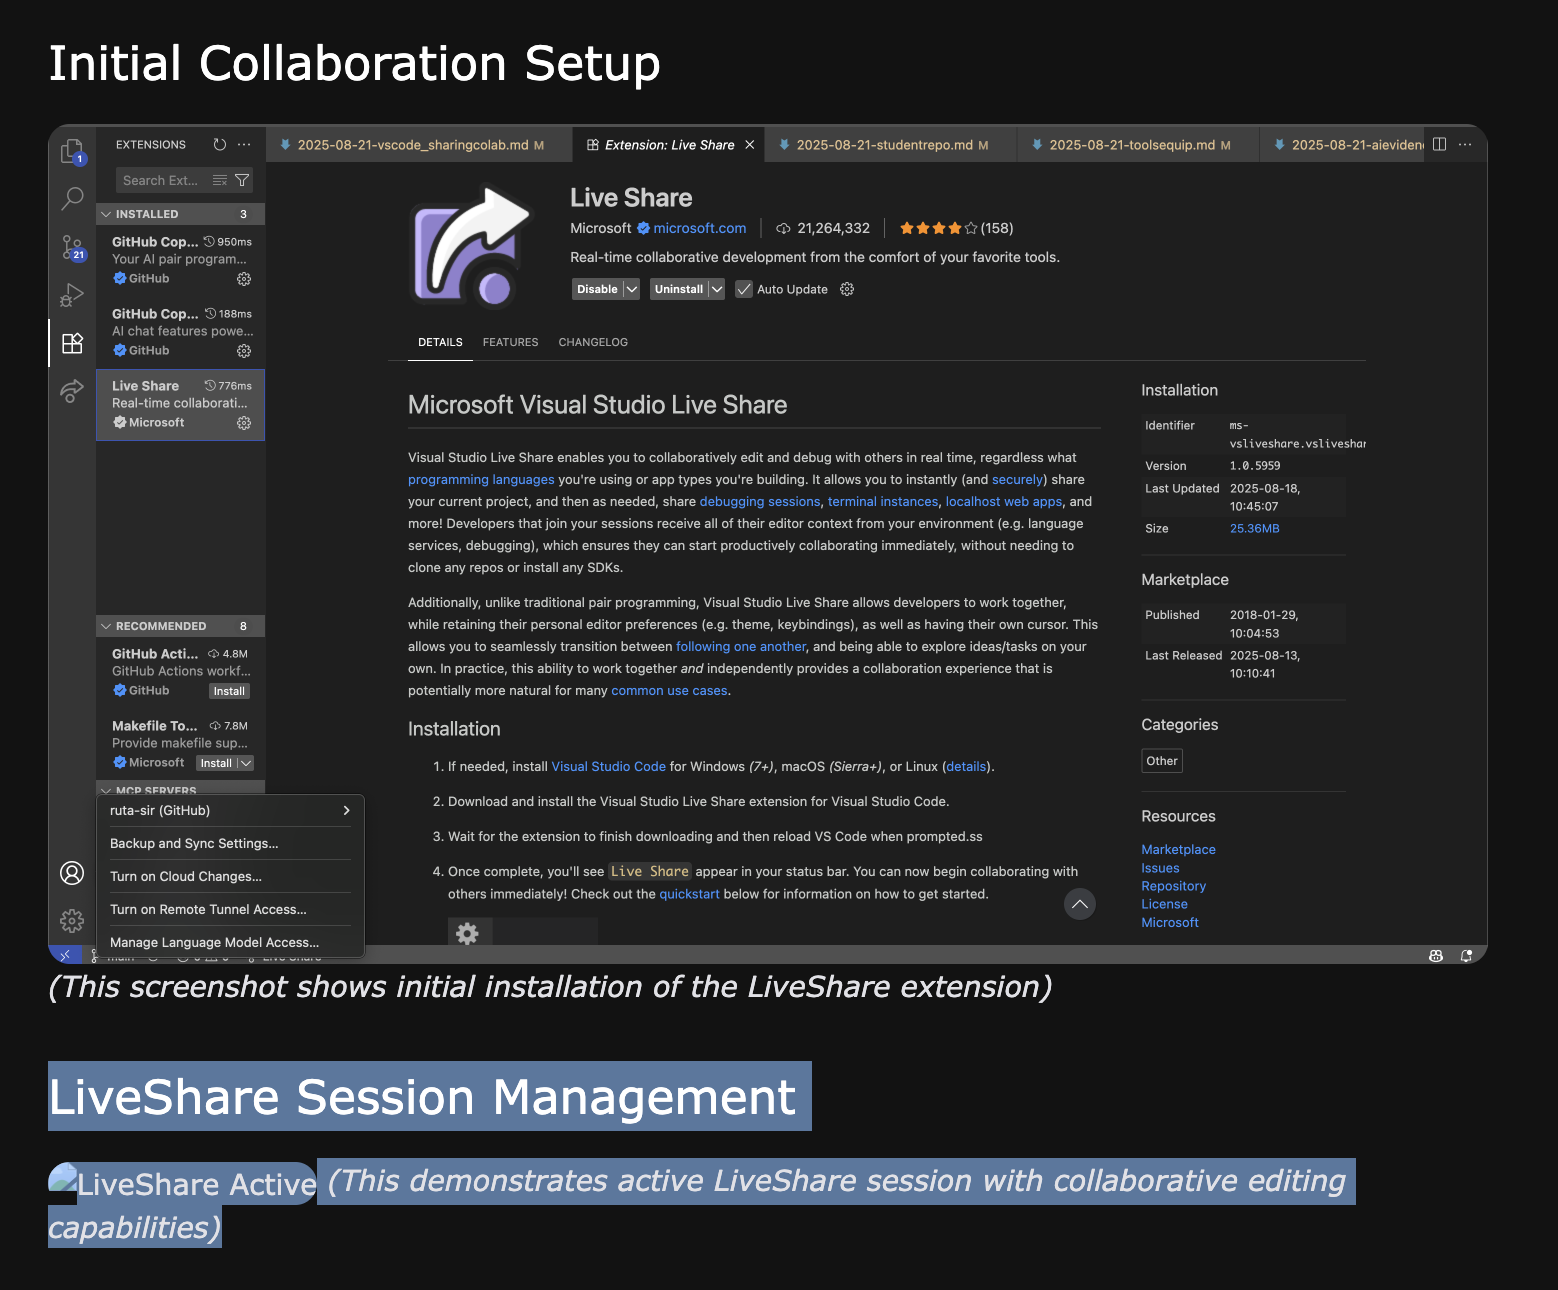 Initial Collaboration Setup
EXTENSIONS
2025-08-21-vscode_sharingcolab.md M
Extension: Live Share
2025-08-21-studentrepo.md M
2025-08-21-toolsequip.md M
2025-08-21-aieviden
1
Search Ext...
INSTALLED 3
21
GitHub Cop... 950ms
Your AI pair program...
GitHub
GitHub Cop... 188ms
AI chat features powe...
GitHub
Live Share 776ms
Real-time collaborati...
Microsoft
RECOMMENDED 8
GitHub Acti... 4.8M
GitHub Actions workf...
GitHub Install
Makefile To... 7.8M
Provide makefile sup...
Microsoft Install
MCP SERVERS
ruta-sir (GitHub)
Backup and Sync Settings...
Turn on Cloud Changes...
Turn on Remote Tunnel Access...
Manage Language Model Access...
Live Share
Microsoft microsoft.com 21,264,332 (158)
Real-time collaborative development from the comfort of your favorite tools.
Disable Uninstall Auto Update
DETAILS FEATURES CHANGELOG
Microsoft Visual Studio Live Share
Visual Studio Live Share enables you to collaboratively edit and debug with others in real time, regardless what
programming languages you're using or app types you're building. It allows you to instantly (and securely) share
your current project, and then as needed, share debugging sessions, terminal instances, localhost web apps, and
more! Developers that join your sessions receive all of their editor context from your environment (e.g. language
services, debugging), which ensures they can start productively collaborating immediately, without needing to
clone any repos or install any SDKs.
Additionally, unlike traditional pair programming, Visual Studio Live Share allows developers to work together,
while retaining their personal editor preferences (e.g. theme, keybindings), as well as having their own cursor. This
allows you to seamlessly transition between following one another, and being able to explore ideas/tasks on your
own. In practice, this ability to work together and independently provides a collaboration experience that is
potentially more natural for many common use cases.
Installation
1. If needed, install Visual Studio Code for Windows (7+), macOS (Sierra+), or Linux (details).
2. Download and install the Visual Studio Live Share extension for Visual Studio Code.
3. Wait for the extension to finish downloading and then reload VS Code when prompted.ss
4. Once complete, you'll see Live Share appear in your status bar. You can now begin collaborating with
others immediately! Check out the quickstart below for information on how to get started.
Installation
Identifier ms-
vsliveshare.vsliveshar
Version 1.0.5959
Last Updated 2025-08-18,
10:45:07
Size 25.36MB
Marketplace
Published 2018-01-29,
10:04:53
Last Released 2025-08-13,
10:10:41
Categories
Other
Resources
Marketplace
Issues
Repository
License
Microsoft
(This screenshot shows initial installation of the LiveShare extension)
LiveShare Session Management
LiveShare Active (This demonstrates active LiveShare session with collaborative editing
capabilities)